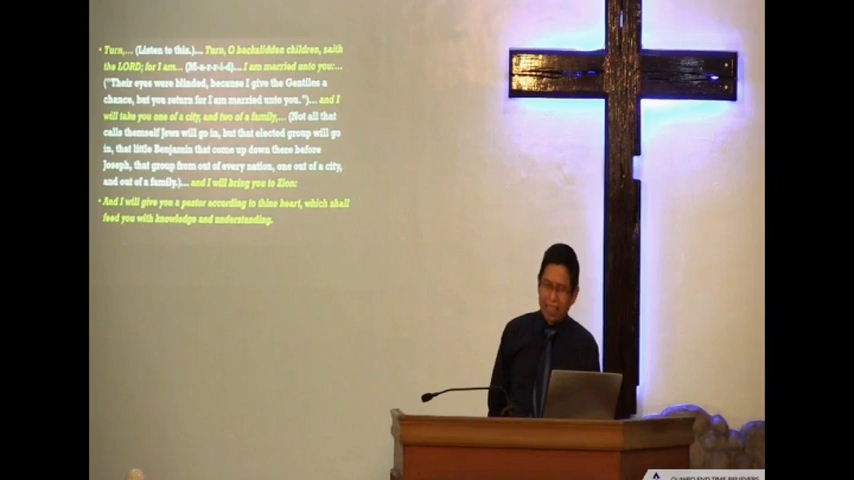 • Turn,... (Listen to this.)... Turn, O backslidden children, saith
the LORD; for I am... (M-a-r-r-i-d)... I am married unto you:...
("Their eyes were blinded, because I give the Gentiles a
chance, but you return for I am married unto you.")... and I
will take you one of a city, and two of a family,... (Not all that
calls themself Jews will go in, but that elected group will go
in, that little Benjamin that come up down there before
Joseph, that group from out of every nation, one out of a city,
and out of a family.)... and I will bring you to Zion:
• And I will give you a pastor according to thine heart, which shall
feed you with knowledge and understanding.
END TIME BELIEVERS